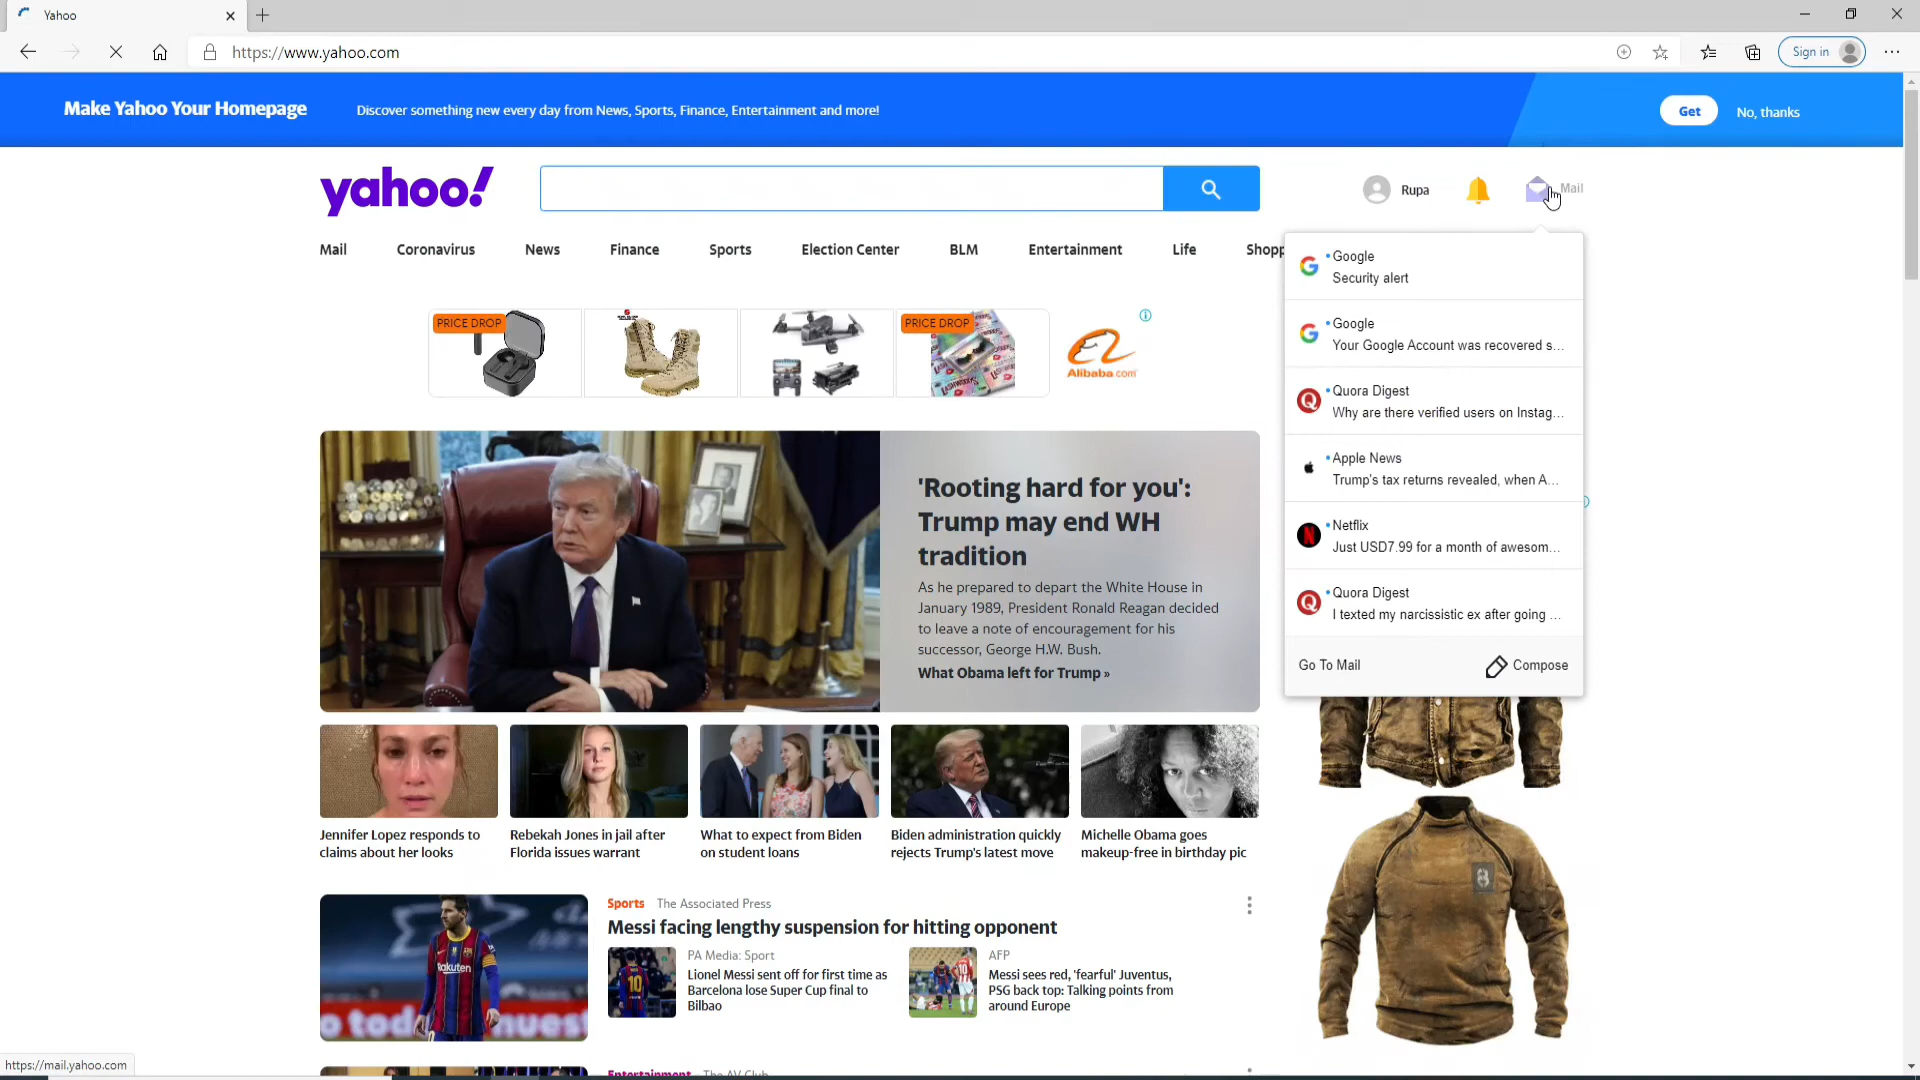 Yahoo
https://www.yahoo.com
Sign in
Make Yahoo Your Homepage
Discover something new every day from News, Sports, Finance, Entertainment and more!
Get
No, thanks
yahoo!
Rupa
Mail
Mail
Coronavirus
News
Finance
Sports
Election Center
BLM
Entertainment
Life
Shopp
PRICE DROP
PRICE DROP
Alibaba.com
Google
Security alert
Google
Your Google Account was recovered s...
Quora Digest
Why are there verified users on Instag...
Apple News
Trump's tax returns revealed, when A...
Netflix
Just USD7.99 for a month of awesom...
Quora Digest
I texted my narcissistic ex after going ...
Go To Mail
Compose
'Rooting hard for you':
Trump may end WH
tradition
As he prepared to depart the White House in
January 1989, President Ronald Reagan decided
to leave a note of encouragement for his
successor, George H.W. Bush.
What Obama left for Trump »
Jennifer Lopez responds to
claims about her looks
Rebekah Jones in jail after
Florida issues warrant
What to expect from Biden
on student loans
Biden administration quickly
rejects Trump's latest move
Michelle Obama goes
makeup-free in birthday pic
Rakuten
Sports The Associated Press
Messi facing lengthy suspension for hitting opponent
PA Media: Sport
Lionel Messi sent off for first time as
Barcelona lose Super Cup final to
Bilbao
AFP
Messi sees red, 'fearful' Juventus,
PSG back top: Talking points from
around Europe
Entertainment The AV Club
https://mail.yahoo.com